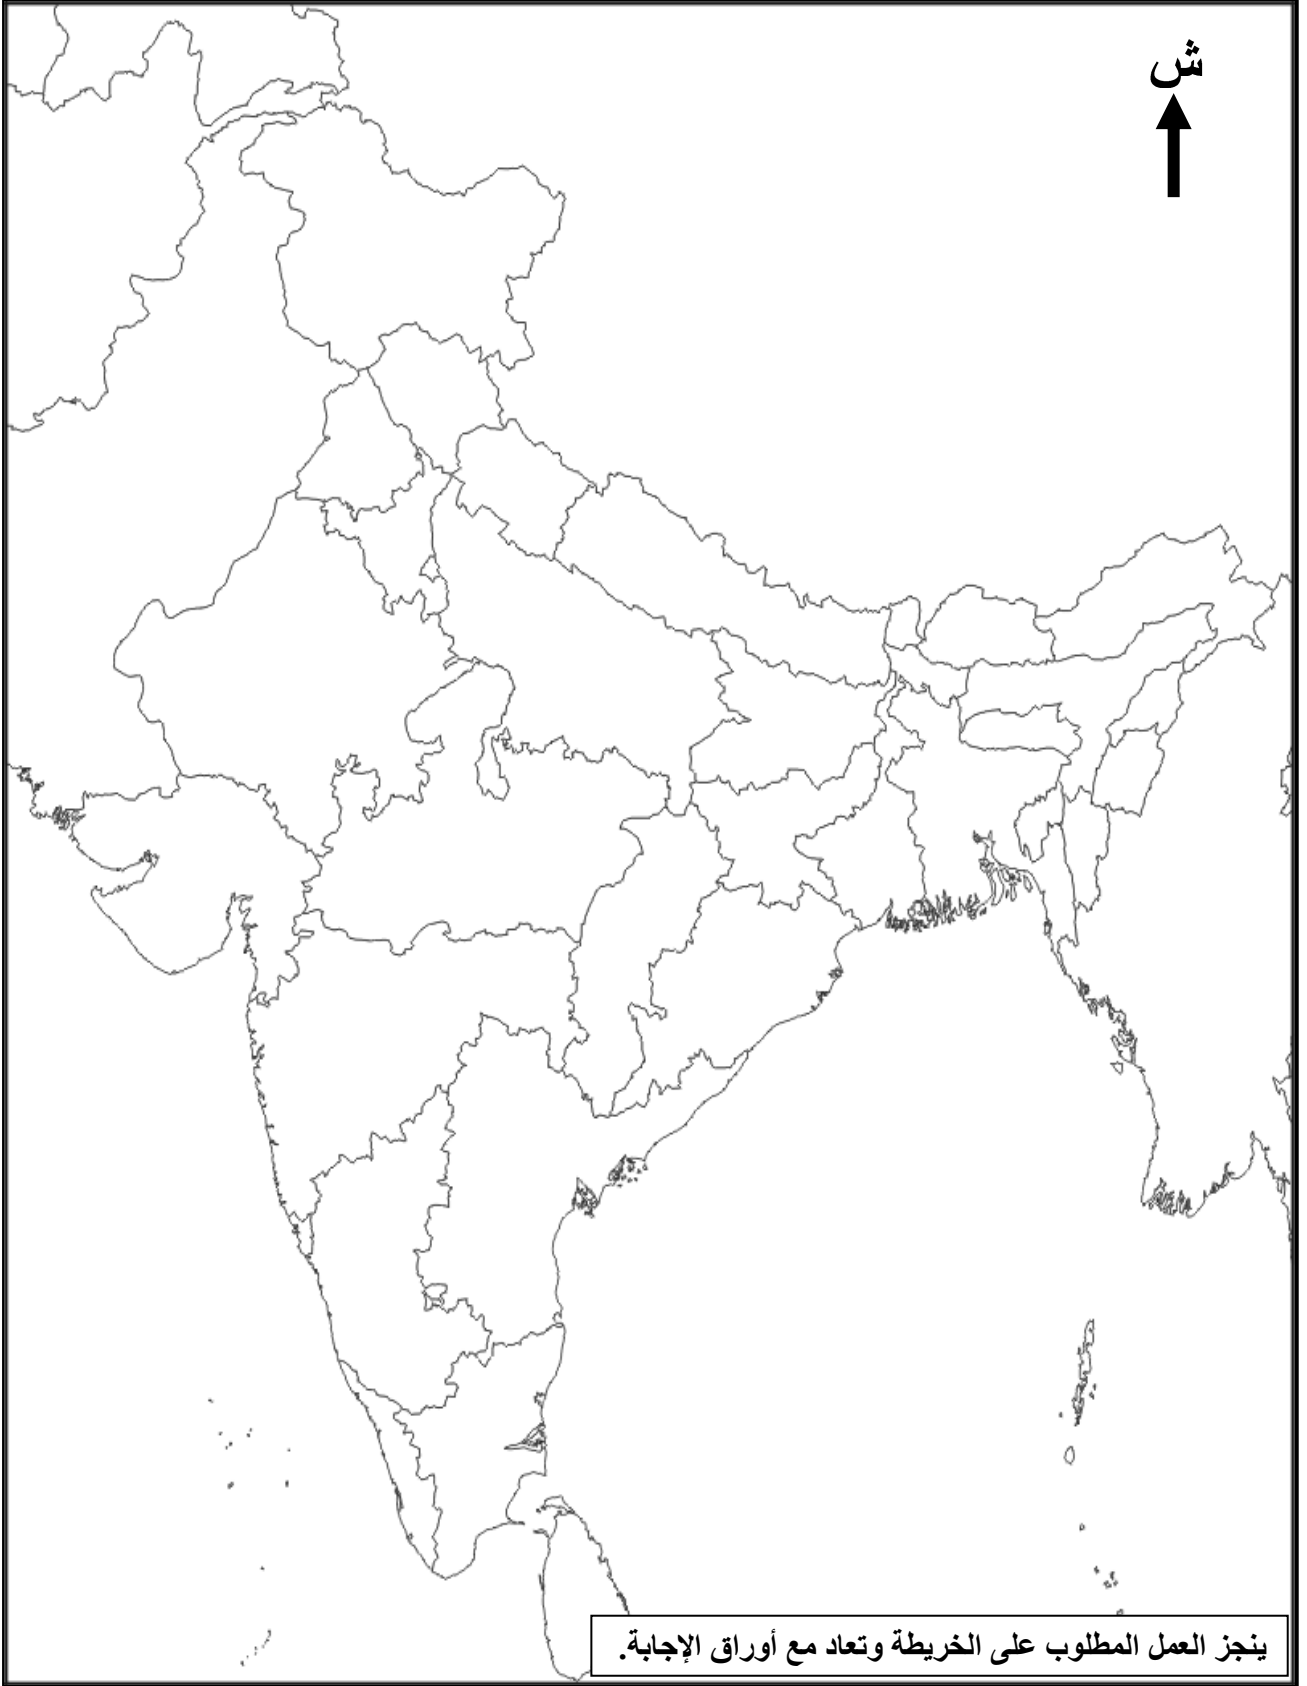 ش
ينجز العمل المطلوب على الخريطة وتعاد مع أوراق الإجابة.